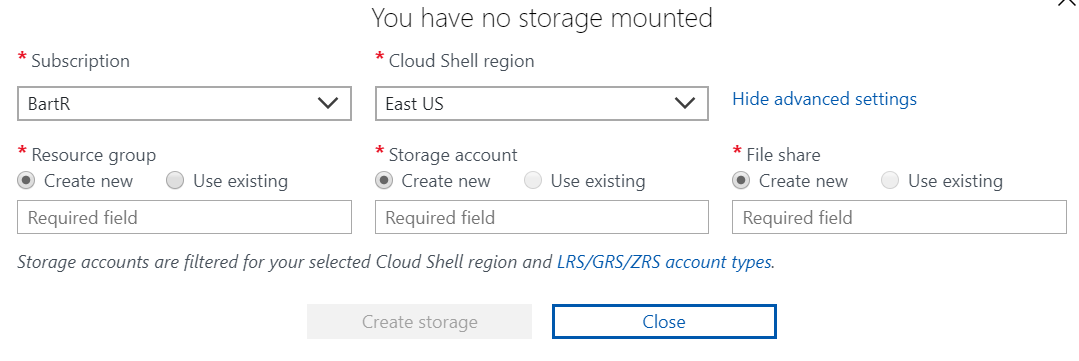 You have no storage mounted
* Subscription
* Cloud Shell region
BartR
East US
Hide advanced settings
* Resource group
* Storage account
* File share
Create new Use existing
Create new Use existing
Create new Use existing
Required field
Required field
Required field
Storage accounts are filtered for your selected Cloud Shell region and LRS/GRS/ZRS account types.
Create storage
Close